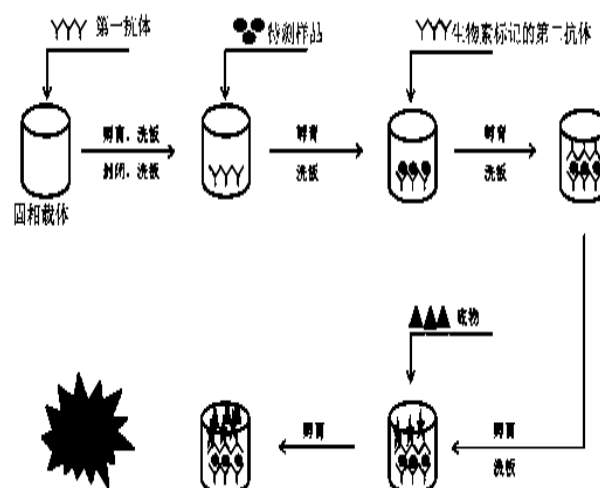 第一抗体
待测样品
生物素标记的第二抗体
孵育、洗板
封闭、洗板
孵育
洗板
孵育
洗板
固相载体
底物
孵育
孵育
洗板